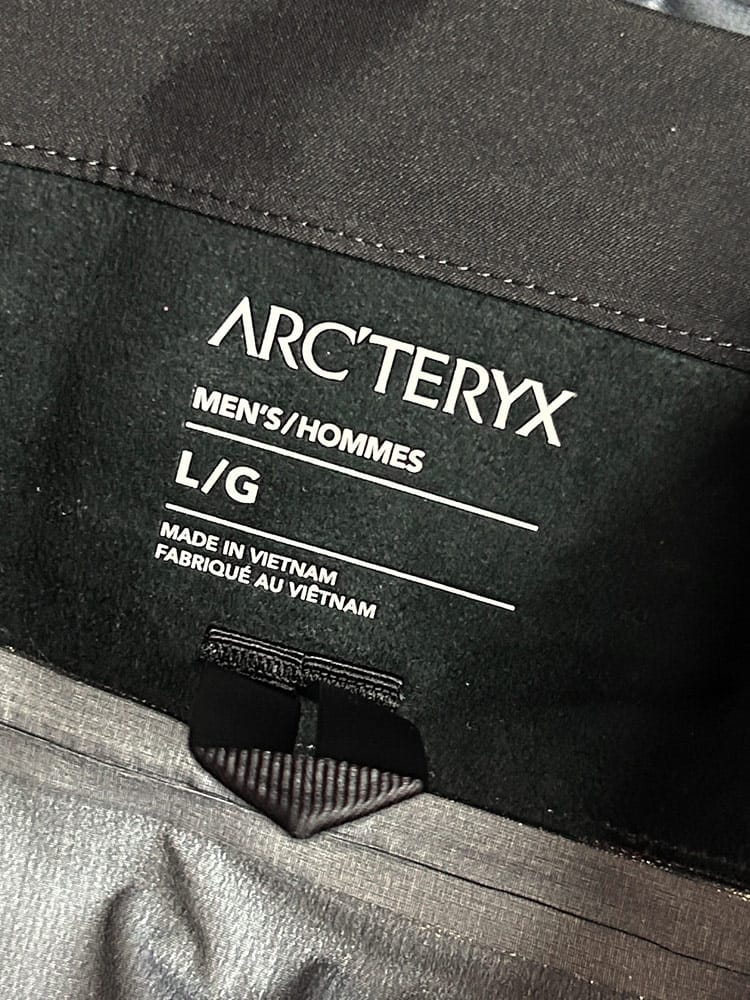 ARC'TERYX
MEN'S/HOMMES
L/G
MADE IN VIETNAM
FABRIQUÉ AU VIÊTNAM